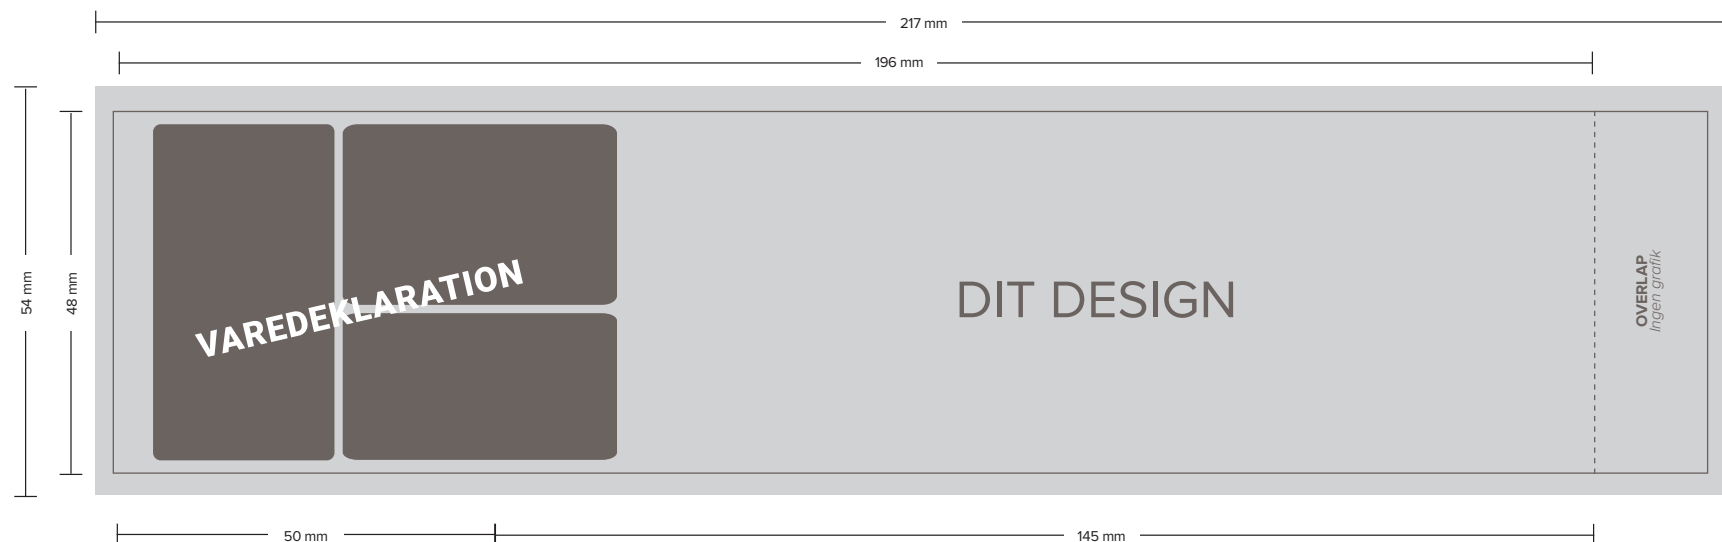 217 mm
196 mm
54 mm
48 mm
VAREDEKLARATION
DIT DESIGN
OVERLAP
Ingen grafik
50 mm
145 mm